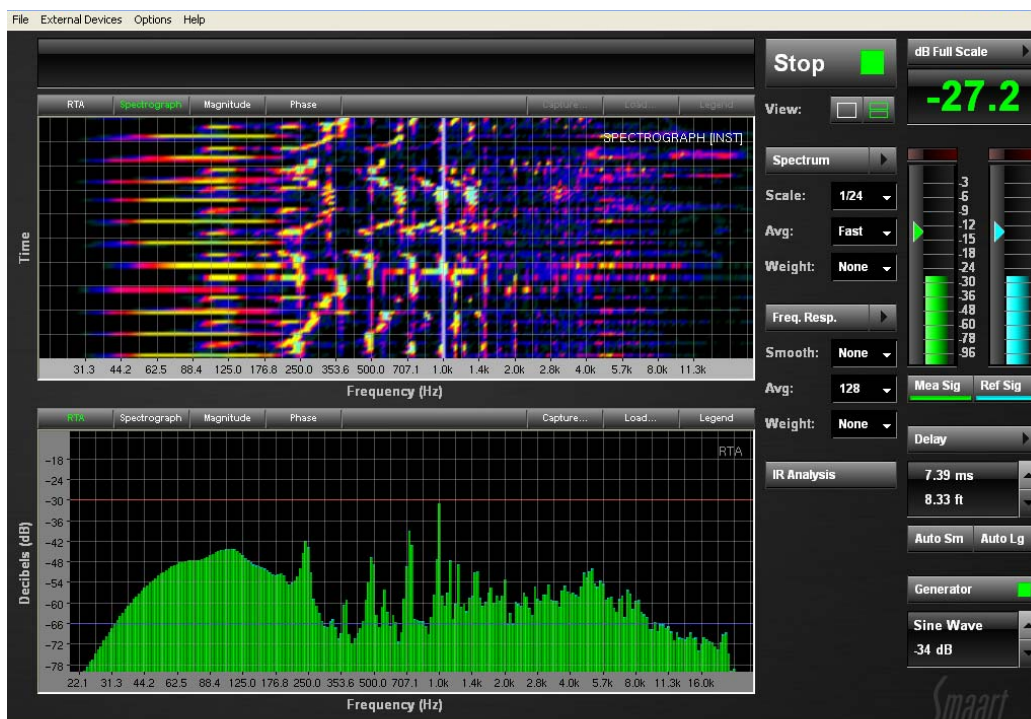 File External Devices Options Help
RTA Spectrograph Magnitude Phase Capture... Load... Legend
SPECTROGRAPH [INST]
Time
31.3 44.2 62.5 88.4 125.0 176.8 250.0 353.6 500.0 707.1 1.0k 1.4k 2.0k 2.8k 4.0k 5.7k 8.0k 11.3k
Frequency (Hz)
RTA Spectrograph Magnitude Phase Capture... Load... Legend
RTA
Decibels (dB)
-18
-24
-30
-36
-42
-48
-54
-60
-66
-72
-78
22.1 31.3 44.2 62.5 88.4 125.0 176.8 250.0 353.6 500.0 707.1 1.0k 1.4k 2.0k 2.8k 4.0k 5.7k 8.0k 11.3k 16.0k
Frequency (Hz)
Stop
View:
Spectrum
Scale: 1/24
Avg: Fast
Weight: None
Freq. Resp.
Smooth: None
Avg: 128
Weight: None
IR Analysis
dB Full Scale
-27.2
-3
-6
-9
-12
-15
-18
-24
-30
-36
-48
-60
-78
-96
Mea Sig Ref Sig
Delay
7.39 ms
8.33 ft
Auto Sm Auto Lg
Generator
Sine Wave
-34 dB
Smaart